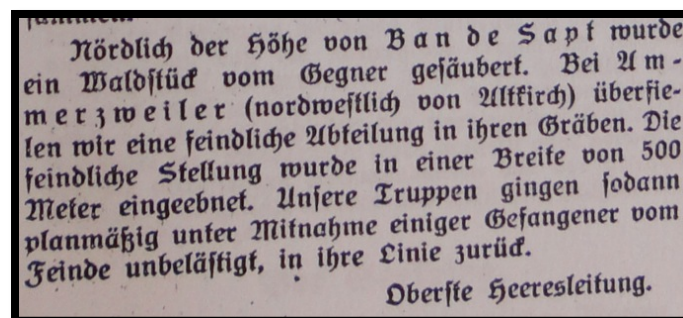 Nördlich der Höhe von Ban de Sapt wurde
ein Waldstück vom Gegner gesäubert. Bei Am-
merzweiler (nordwestlich von Altkirch) überfie-
len wir eine feindliche Abteilung in ihren Gräben. Die
feindliche Stellung wurde in einer Breite von 500
Meter eingeebnet. Unsere Truppen gingen sodann
planmäßig unter Mitnahme einiger Gefangener vom
Feinde unbelästigt, in ihre Linie zurück.
Oberste Heeresleitung.